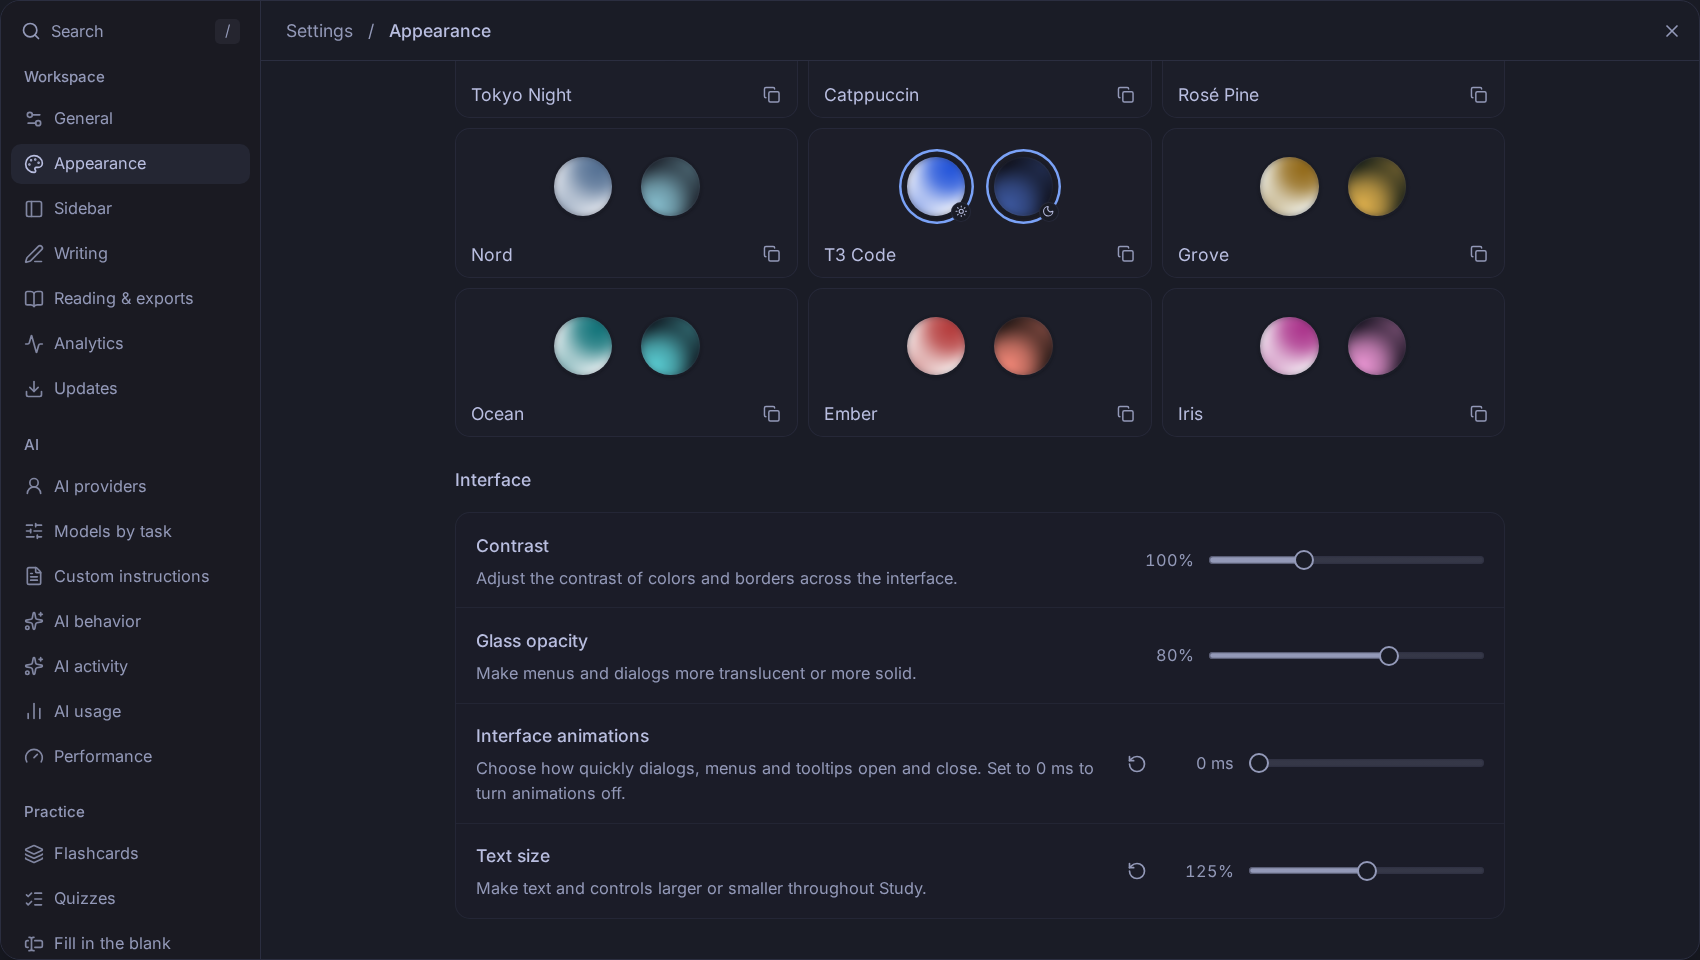 Search /
Workspace
General
Appearance
Sidebar
Writing
Reading & exports
Analytics
Updates
AI
AI providers
Models by task
Custom instructions
AI behavior
AI activity
AI usage
Performance
Practice
Flashcards
Quizzes
Fill in the blank
Settings / Appearance
Tokyo Night
Catppuccin
Rosé Pine
Nord
T3 Code
Grove
Ocean
Ember
Iris
Interface
Contrast
Adjust the contrast of colors and borders across the interface.
100%
Glass opacity
Make menus and dialogs more translucent or more solid.
80%
Interface animations
Choose how quickly dialogs, menus and tooltips open and close. Set to 0 ms to
turn animations off.
0 ms
Text size
Make text and controls larger or smaller throughout Study.
125%